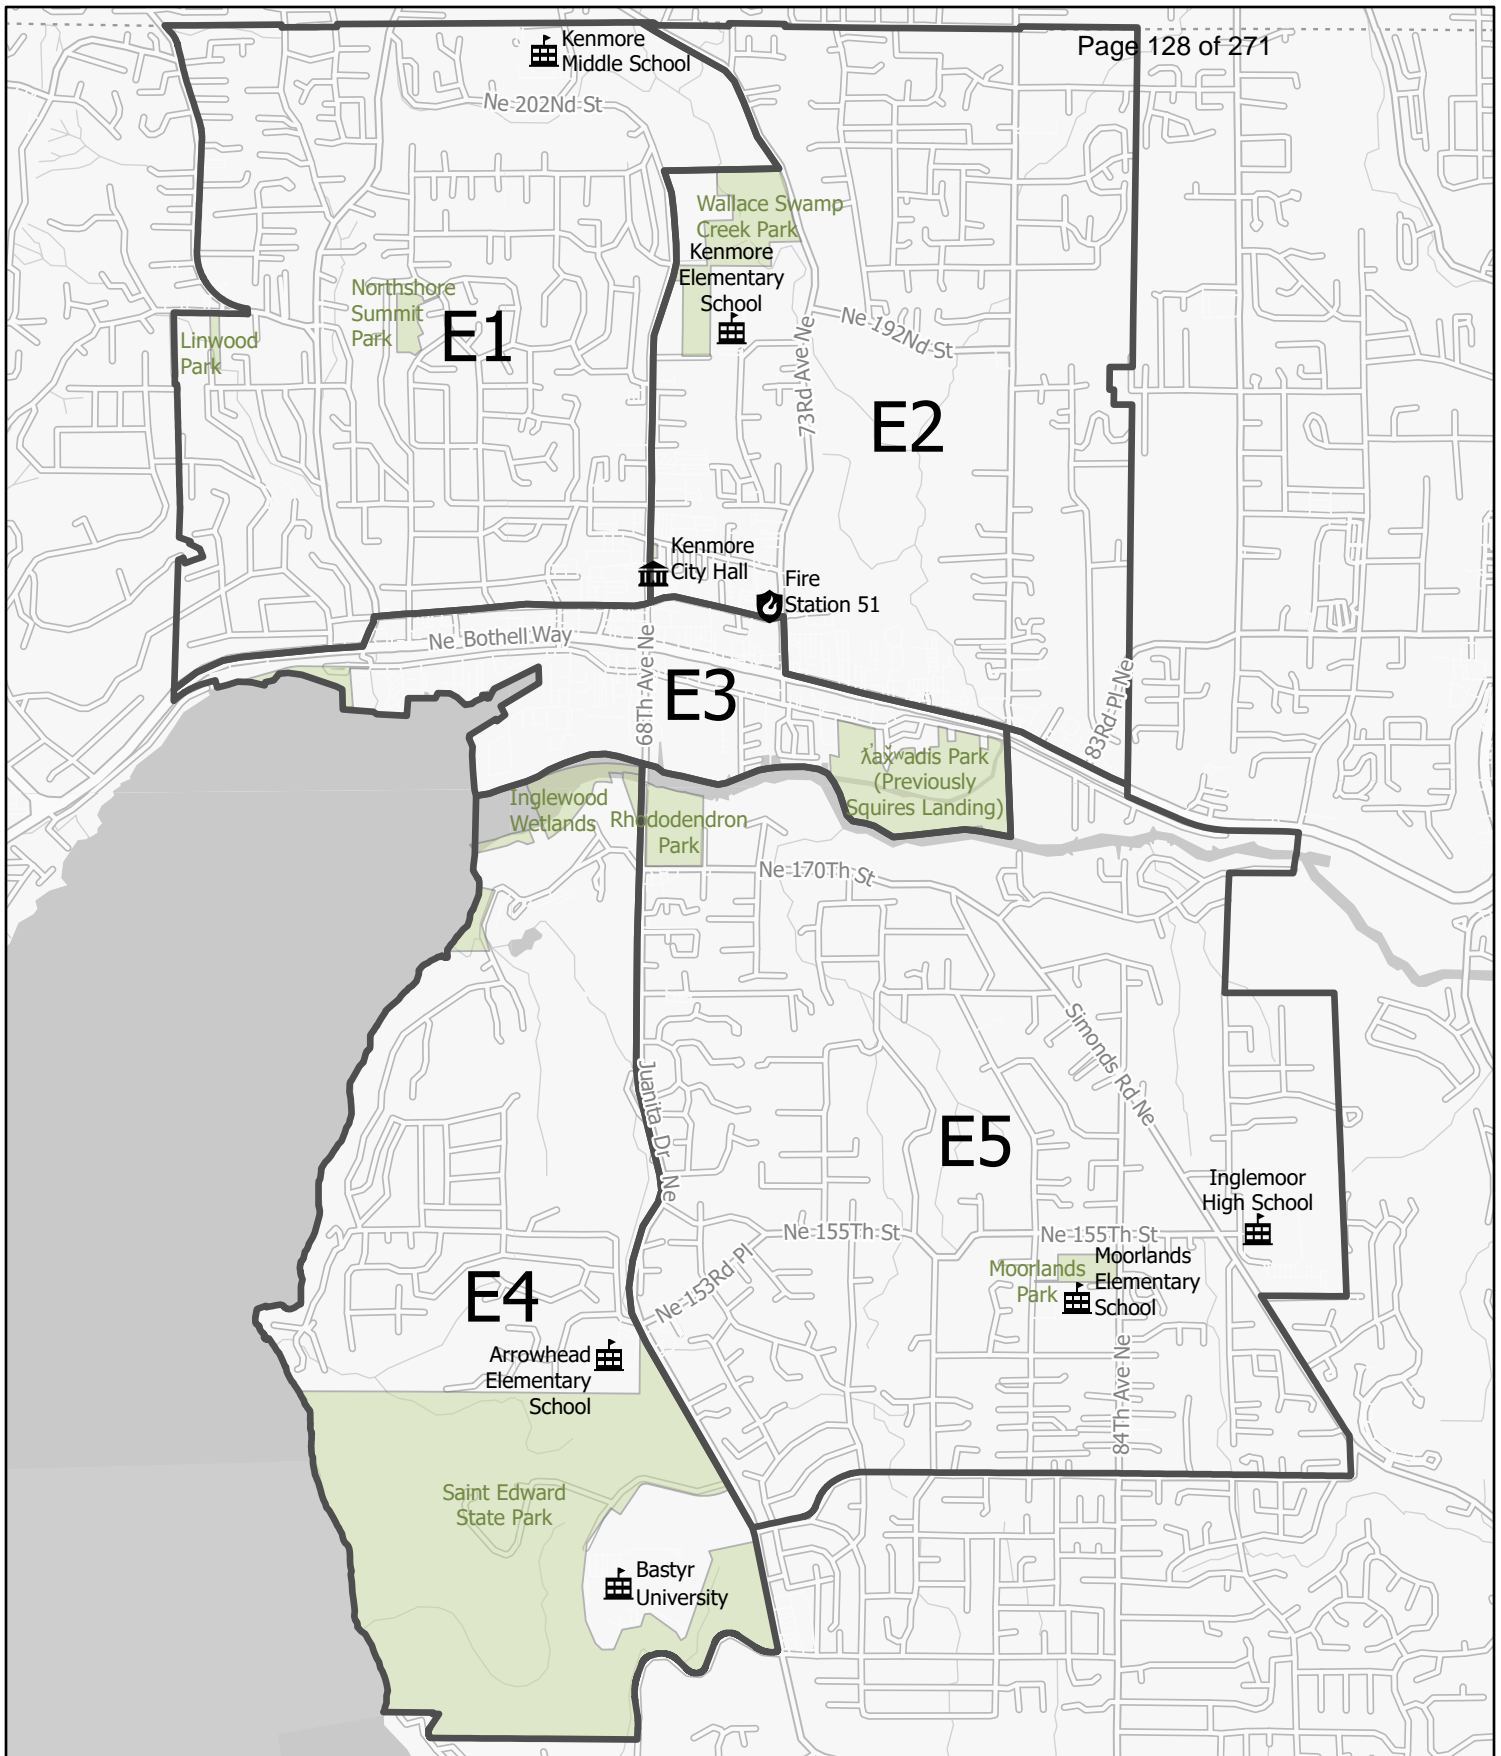 Page 128 of 271
Kenmore
Middle School
Ne 202Nd St
Wallace Swamp
Creek Park
Kenmore
Elementary
School
Northshore
Summit
Park
E1
Linwood
Park
Ne 192Nd St
73Rd Ave Ne
E2
Kenmore
City Hall
Fire
Station 51
Ne Bothell Way
68Th Ave Ne
E3
83Rd Pl Ne
ƛ̓ax̌ʷadis Park
(Previously
Squires Landing)
Inglewood
Wetlands
Rhododendron
Park
Ne 170Th St
Simonds Rd Ne
Juanita Dr Ne
E5
Inglemoor
High School
Ne 155Th St
Ne 155Th St
Moorlands
Park
Moorlands
Elementary
School
Ne 153Rd Pl
E4
Arrowhead
Elementary
School
84Th Ave Ne
Saint Edward
State Park
Bastyr
University